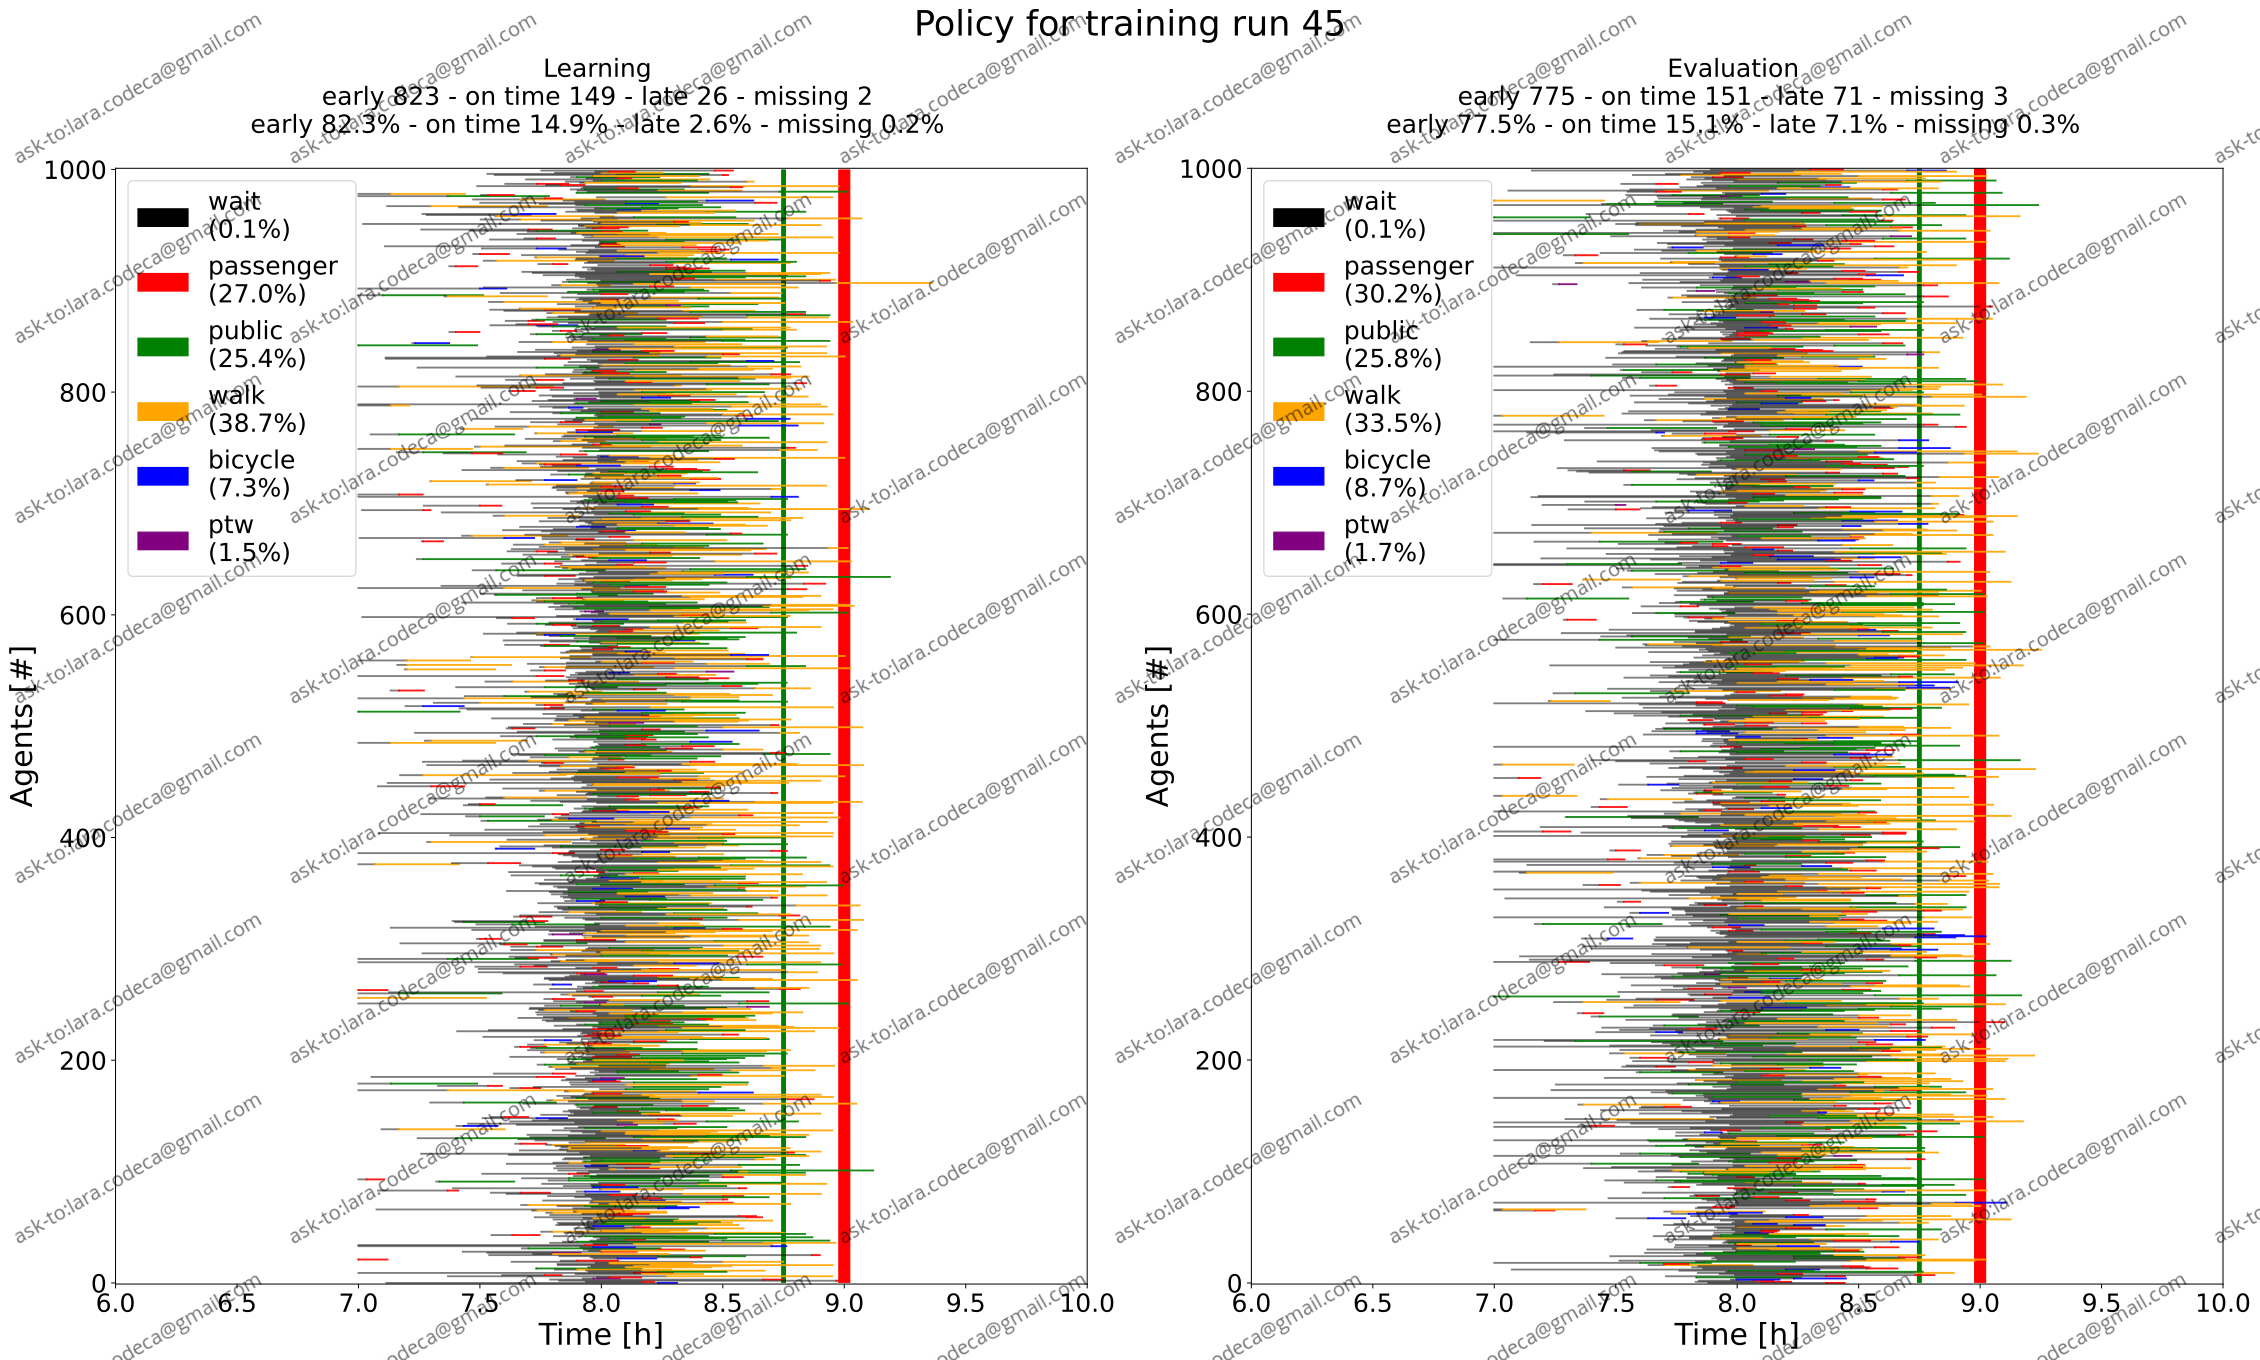 Policy for training run 45
Learning
early 823 - on time 149 - late 26 - missing 2
early 82.3% - on time 14.9% - late 2.6% - missing 0.2%
Agents [#]
1000
800
600
400
200
0
wait
(0.1%)
passenger
(27.0%)
public
(25.4%)
walk
(38.7%)
bicycle
(7.3%)
ptw
(1.5%)
6.0 6.5 7.0 7.5 8.0 8.5 9.0 9.5 10.0
Time [h]
Evaluation
early 775 - on time 151 - late 71 - missing 3
early 77.5% - on time 15.1% - late 7.1% - missing 0.3%
Agents [#]
1000
800
600
400
200
0
wait
(0.1%)
passenger
(30.2%)
public
(25.8%)
walk
(33.5%)
bicycle
(8.7%)
ptw
(1.7%)
6.0 6.5 7.0 7.5 8.0 8.5 9.0 9.5 10.0
Time [h]
ask-to:lara.codeca@gmail.com